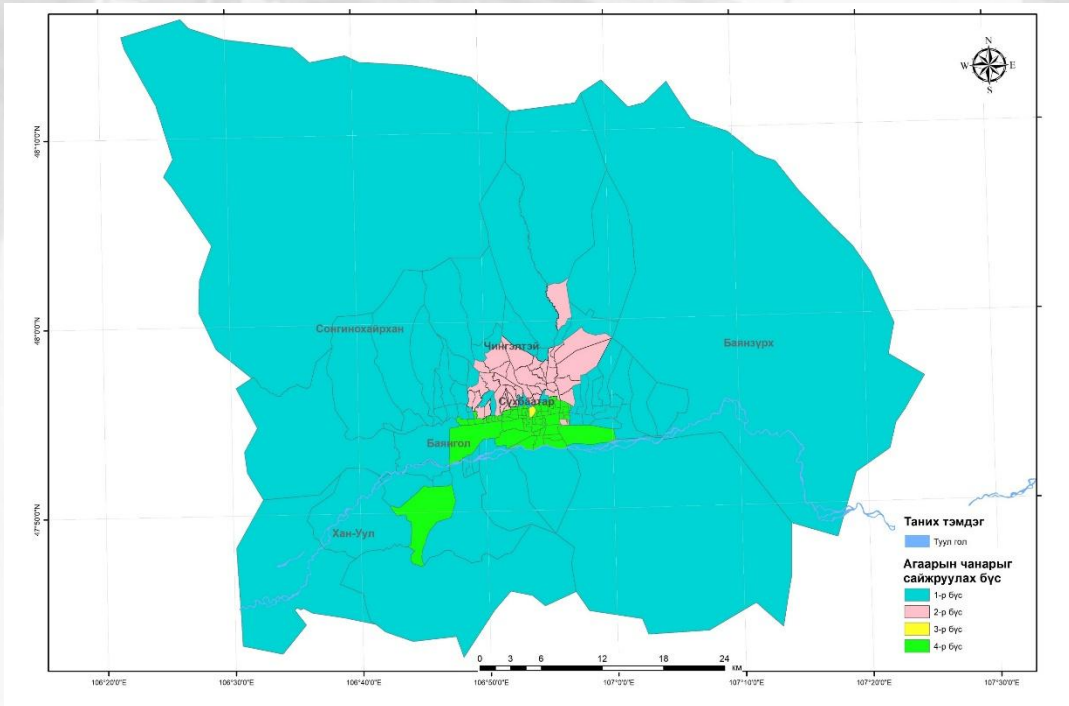 N
W E
S
48°10'0"N
48°0'0"N
47°50'0"N
Сонгинохайрхан
Чингэлтэй
Баянзүрх
Сүхбаатар
Баянгол
Хан-Уул
Таних тэмдэг
Туул гол
Агаарын чанарыг
сайжруулах бүс
1-р бүс
2-р бүс
3-р бүс
4-р бүс
0 3 6 12 18 24
км
106°20'0"E 106°30'0"E 106°40'0"E 106°50'0"E 107°0'0"E 107°10'0"E 107°20'0"E 107°30'0"E